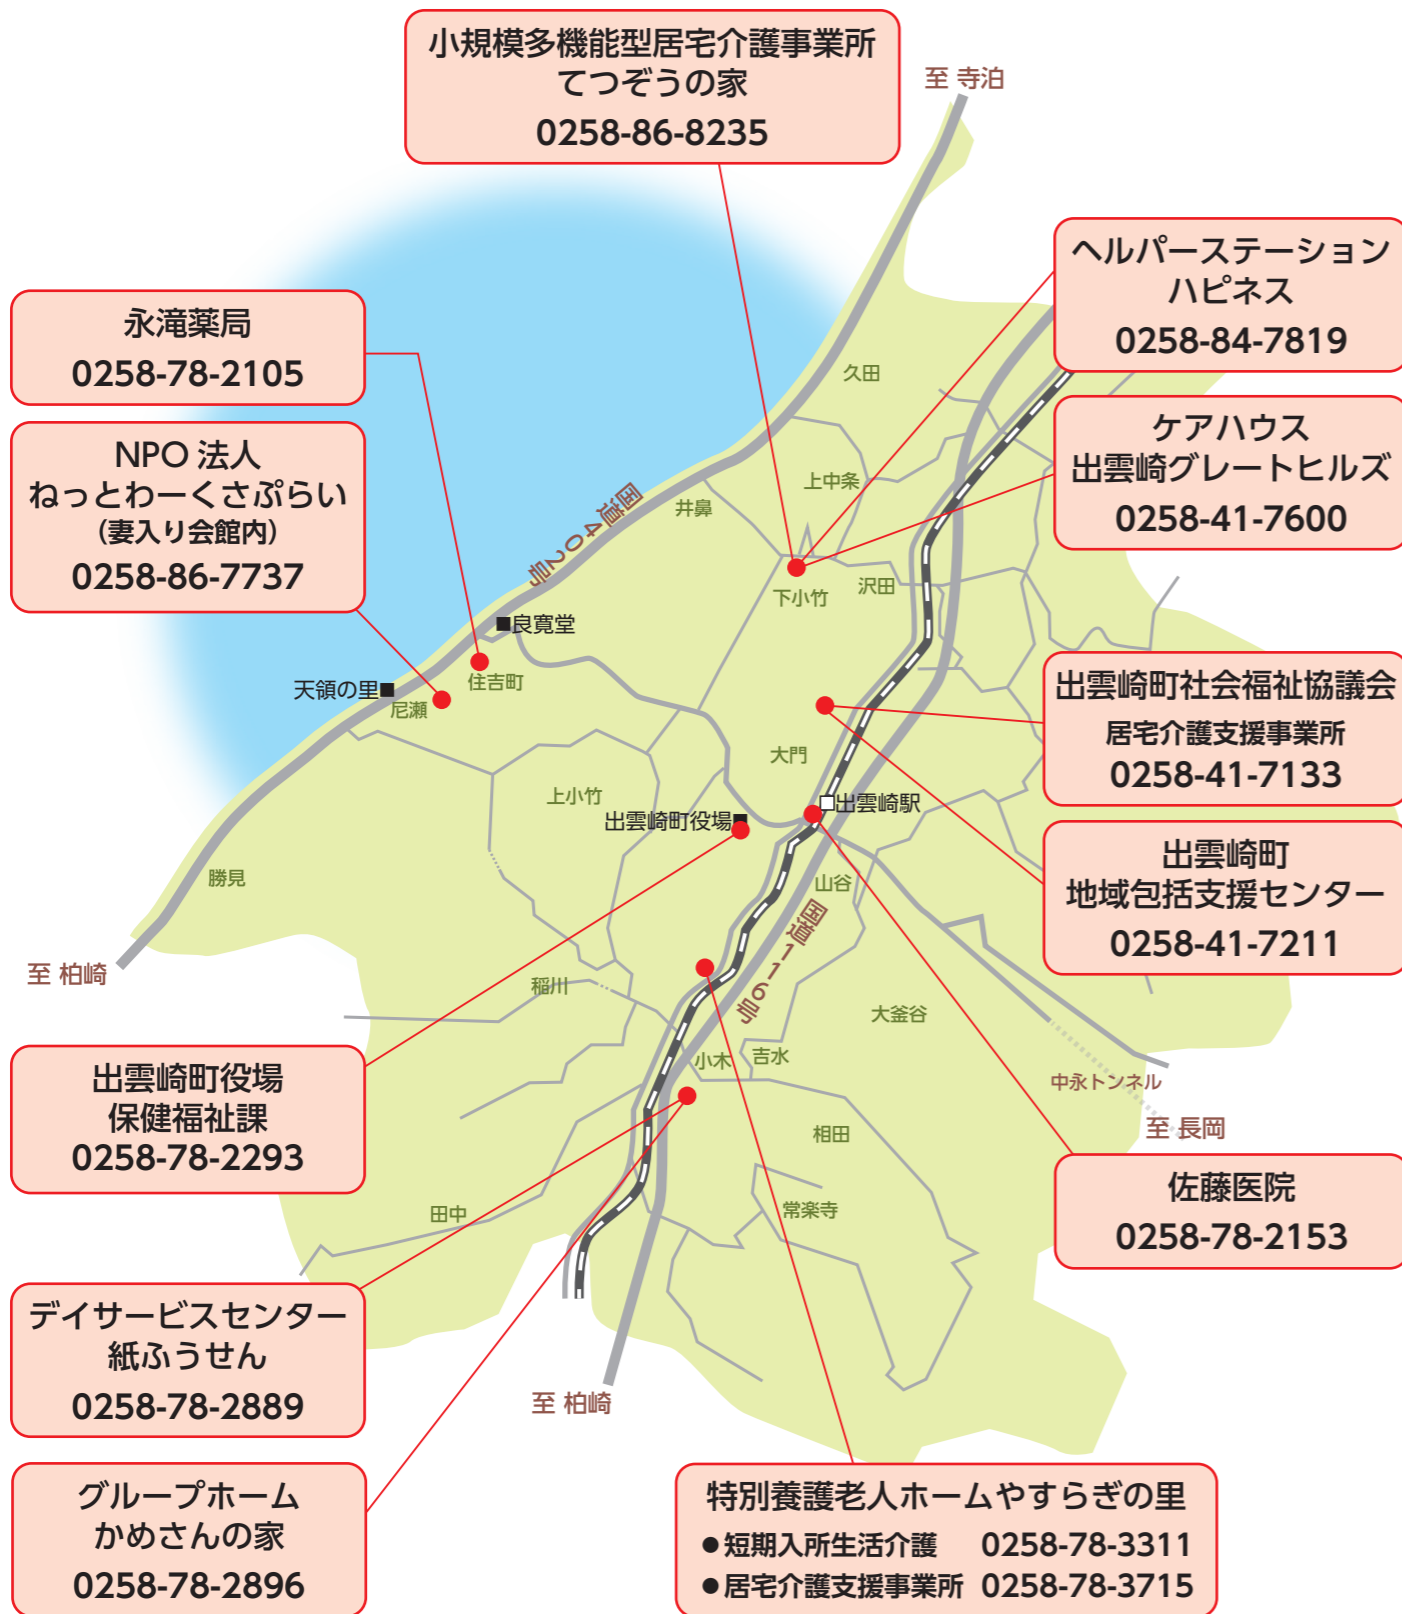 小規模多機能型居宅介護事業所
てつぞうの家
0258-86-8235
至 寺泊
ヘルパーステーション
ハピネス
0258-84-7819
永滝薬局
0258-78-2105
ケアハウス
出雲崎グレートヒルズ
0258-41-7600
NPO 法人
ねっとわーくさぷらい
（妻入り会館内）
0258-86-7737
久田
上中条
井鼻
国道402号
下小竹
沢田
■良寛堂
住吉町
天領の里■
尼瀬
出雲崎町社会福祉協議会
居宅介護支援事業所
0258-41-7133
大門
上小竹
出雲崎町役場■
□出雲崎駅
出雲崎町
地域包括支援センター
0258-41-7211
勝見
山谷
国道116号
至 柏崎
稲川
大釜谷
小木
吉水
中永トンネル
至 長岡
出雲崎町役場
保健福祉課
0258-78-2293
相田
佐藤医院
0258-78-2153
田中
常楽寺
デイサービスセンター
紙ふうせん
0258-78-2889
至 柏崎
グループホーム
かめさんの家
0258-78-2896
特別養護老人ホームやすらぎの里
●短期入所生活介護 0258-78-3311
●居宅介護支援事業所 0258-78-3715